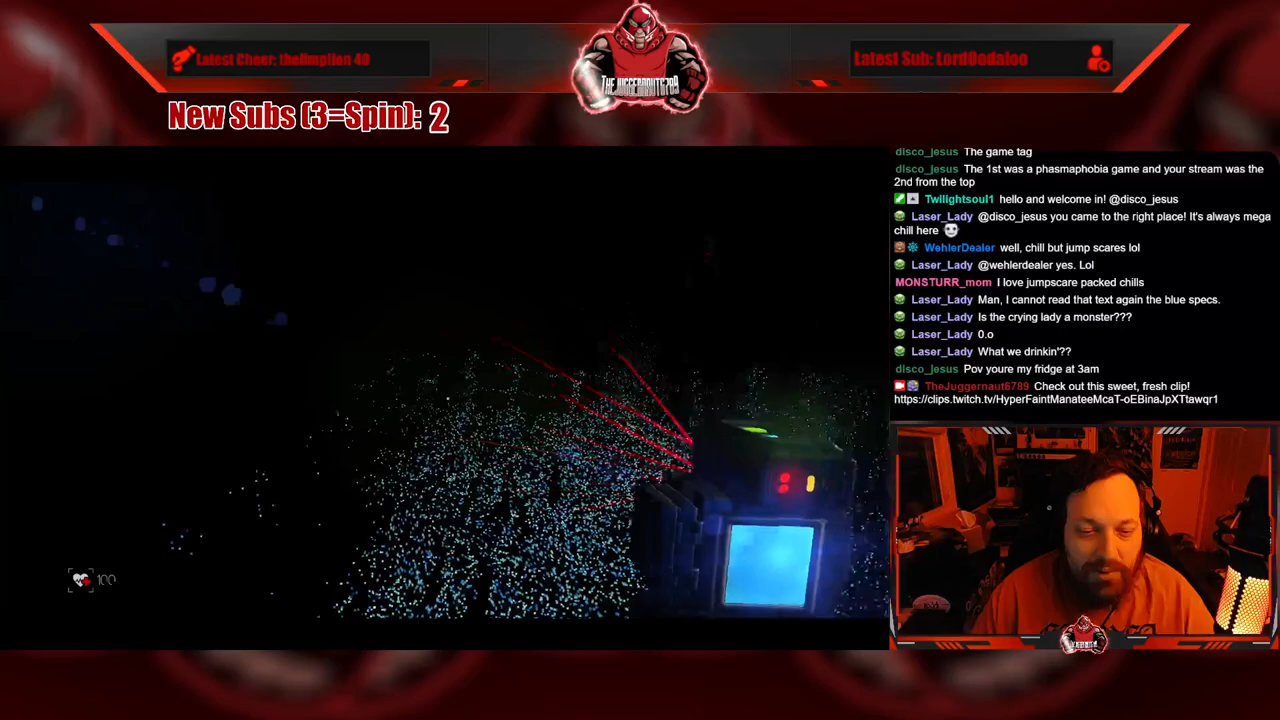 Latest Cheer: theIimption 40
THEJUGGERNAUT6789
Latest Sub: LordOodaloo
New Subs (3=Spin): 2
disco_jesus The game tag
disco_jesus The 1st was a phasmaphobia game and your stream was the
2nd from the top
Twilightsoul1 hello and welcome in! @disco_jesus
Laser_Lady @disco_jesus you came to the right place! It's always mega
chill here
WehlerDealer well, chill but jump scares lol
Laser_Lady @wehlerdealer yes. Lol
MONSTURR_mom I love jumpscare packed chills
Laser_Lady Man, I cannot read that text again the blue specs.
Laser_Lady Is the crying lady a monster???
Laser_Lady 0.o
Laser_Lady What we drinkin'??
disco_jesus Pov youre my fridge at 3am
TheJuggernaut6789 Check out this sweet, fresh clip!
https://clips.twitch.tv/HyperFaintManateeMcaT-oEBinaJpXTtawqr1
100